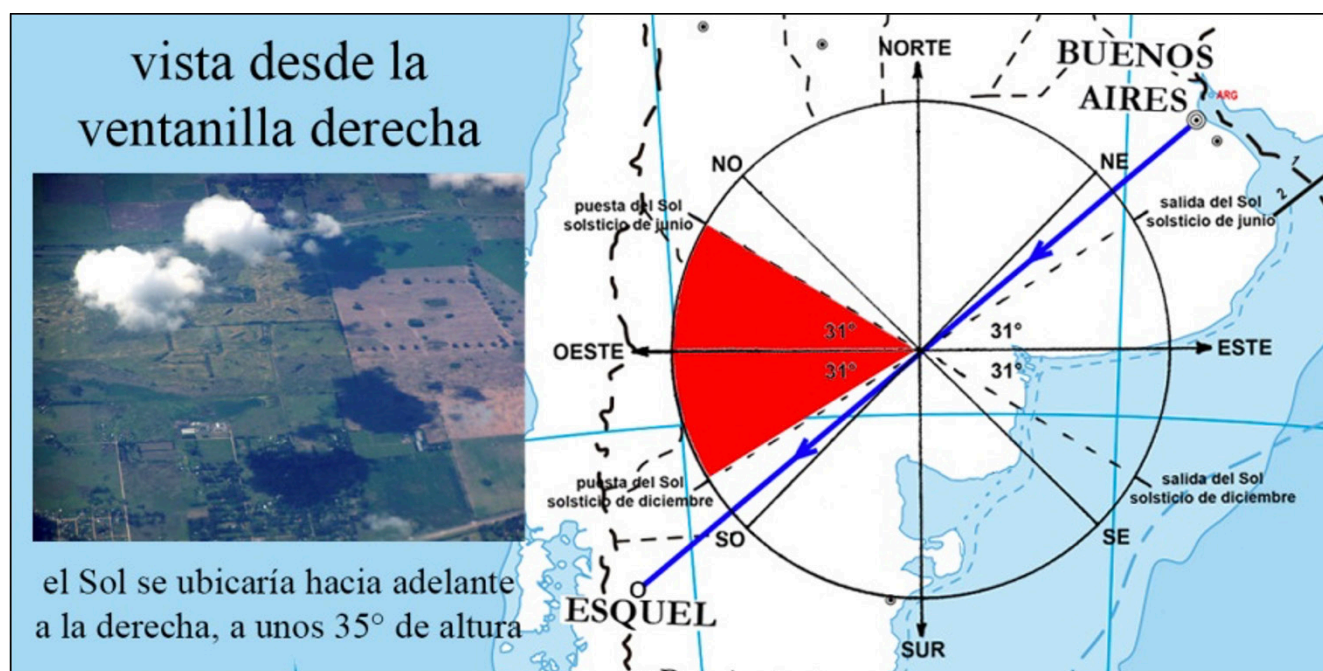 vista desde la
ventanilla derecha
el Sol se ubicaría hacia adelante
a la derecha, a unos 35° de altura
NORTE
BUENOS
AIRES
ARG
1
2
NO
NE
puesta del Sol
solsticio de junio
salida del Sol
solsticio de junio
31°
31°
OESTE
ESTE
31°
31°
puesta del Sol
solsticio de diciembre
salida del Sol
solsticio de diciembre
SO
SE
ESQUEL
SUR